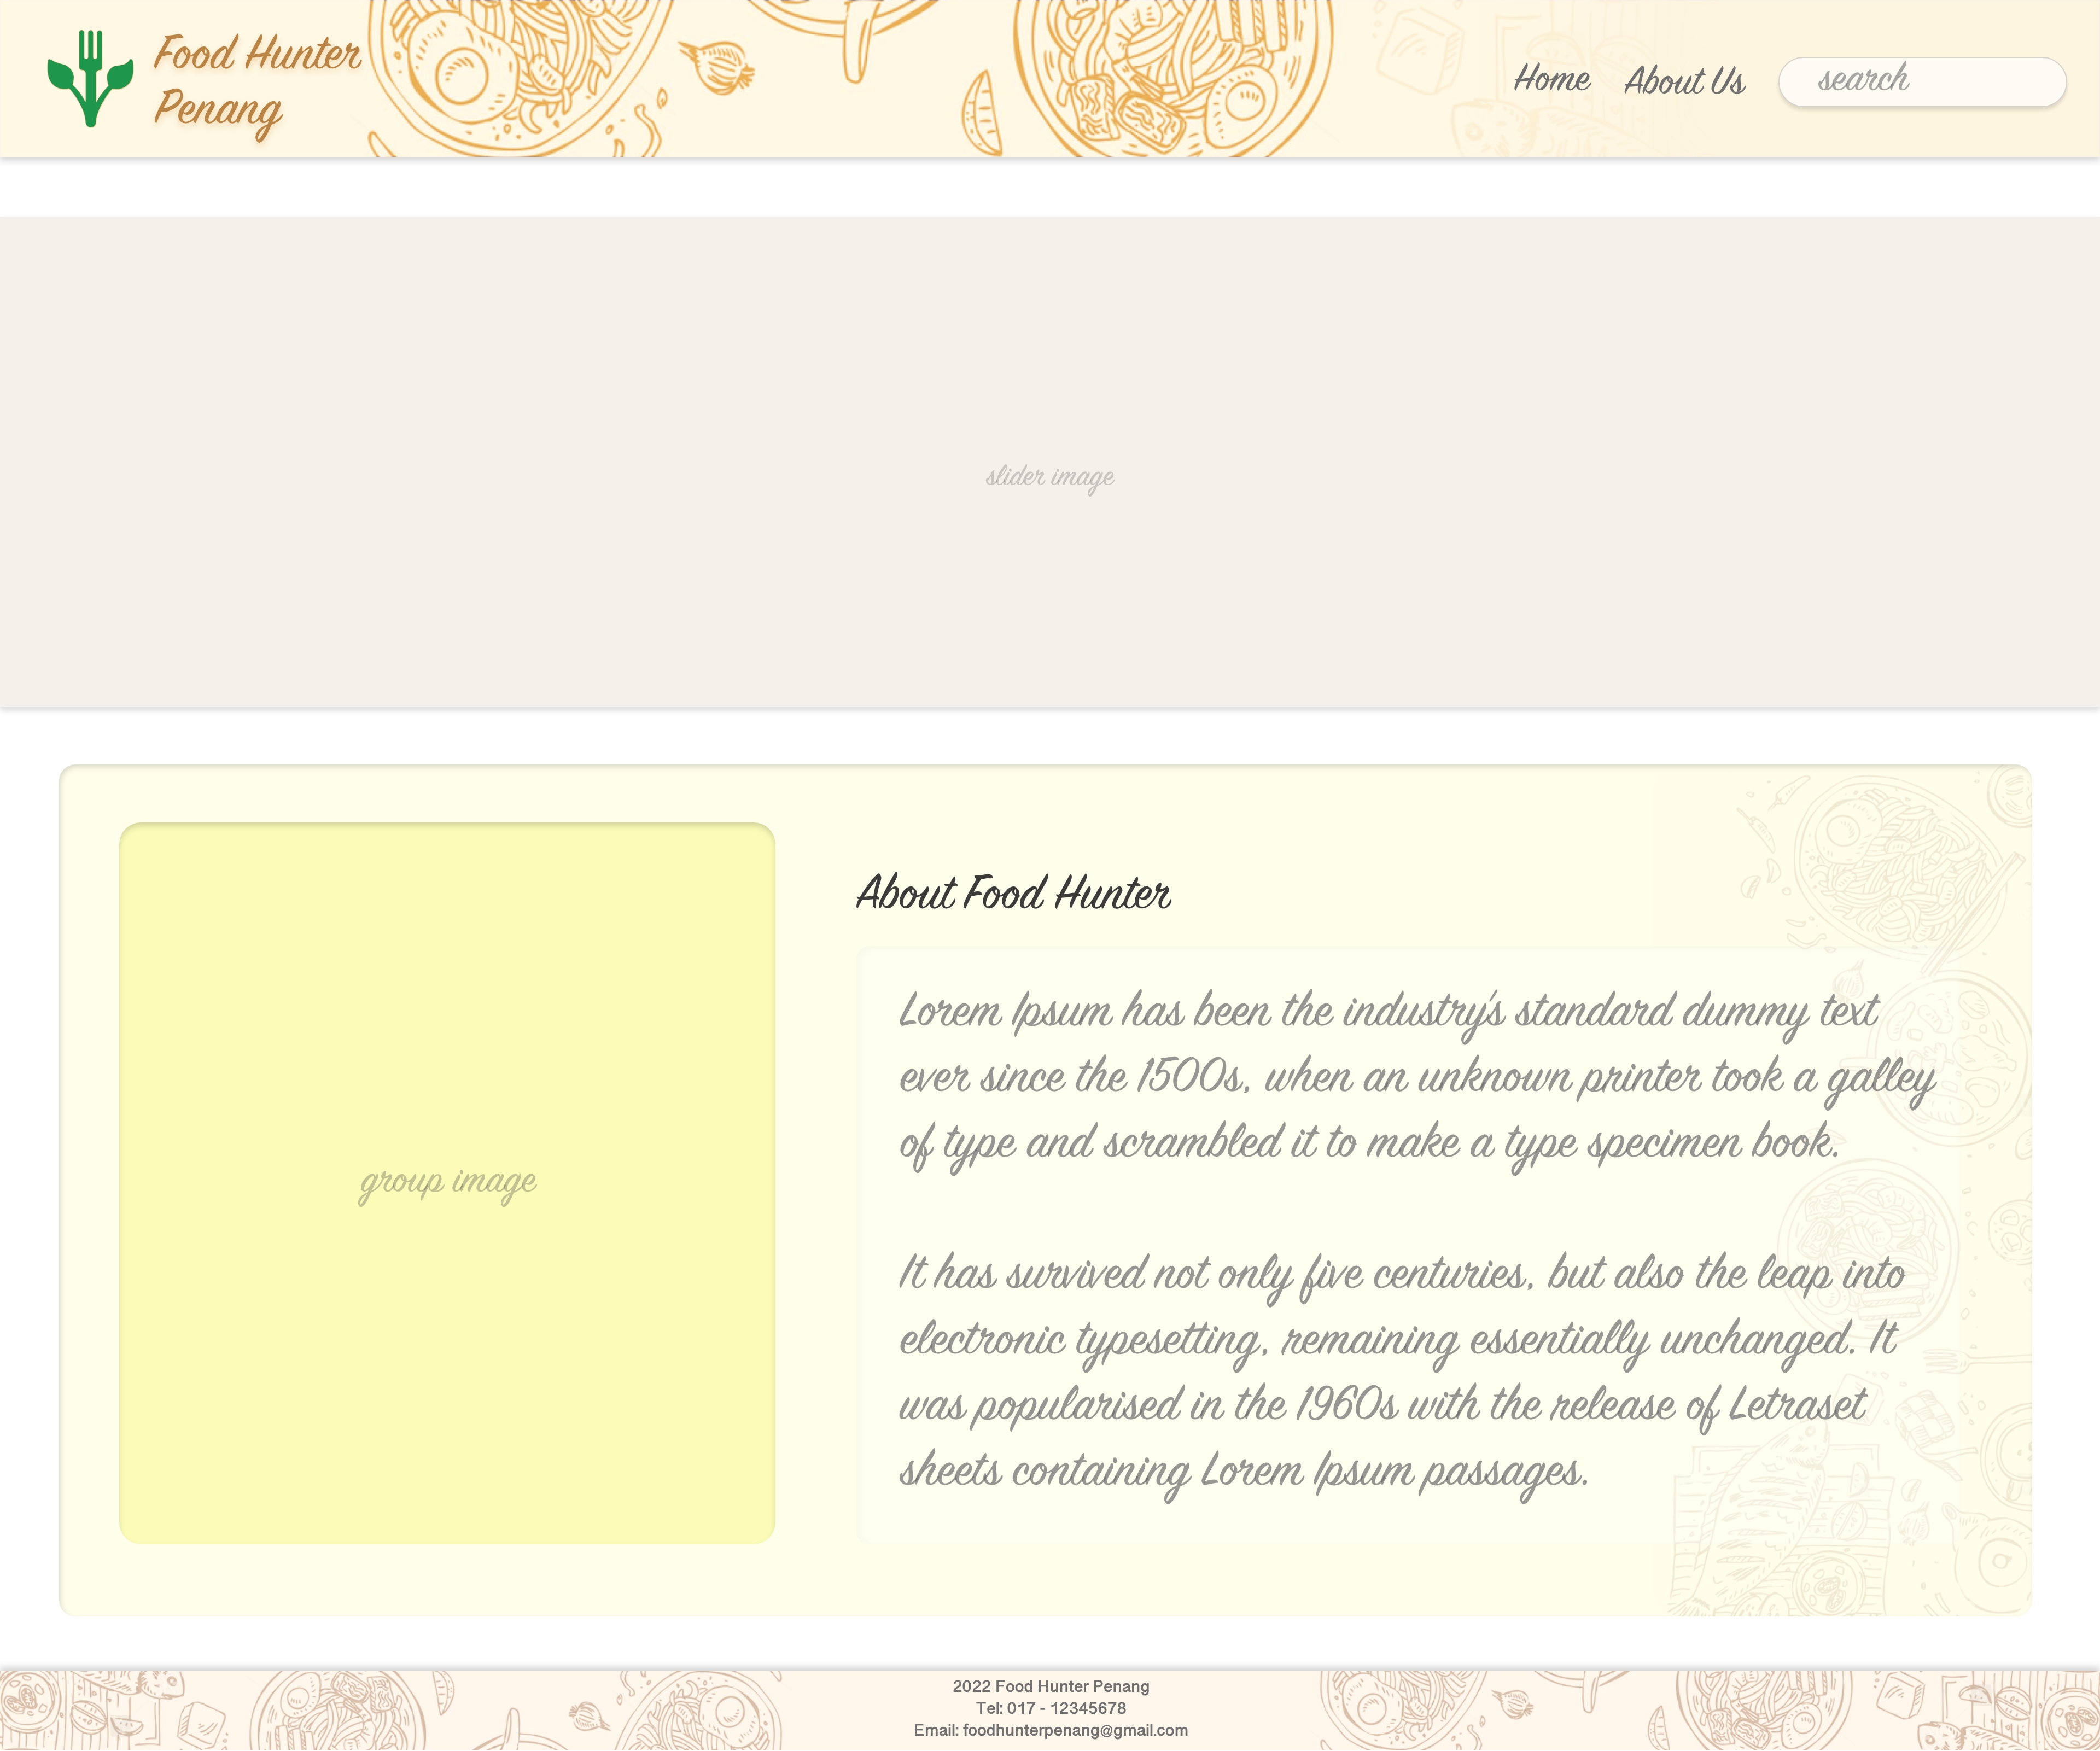 Food Hunter
Penang
Home
About Us
search
slider image
group image
About Food Hunter
Lorem Ipsum has been the industry's standard dummy text
ever since the 1500s, when an unknown printer took a galley
of type and scrambled it to make a type specimen book.
It has survived not only five centuries, but also the leap into
electronic typesetting, remaining essentially unchanged. It
was popularised in the 1960s with the release of Letraset
sheets containing Lorem Ipsum passages.
2022 Food Hunter Penang
Tel: 017 - 12345678
Email: foodhunterpenang@gmail.com